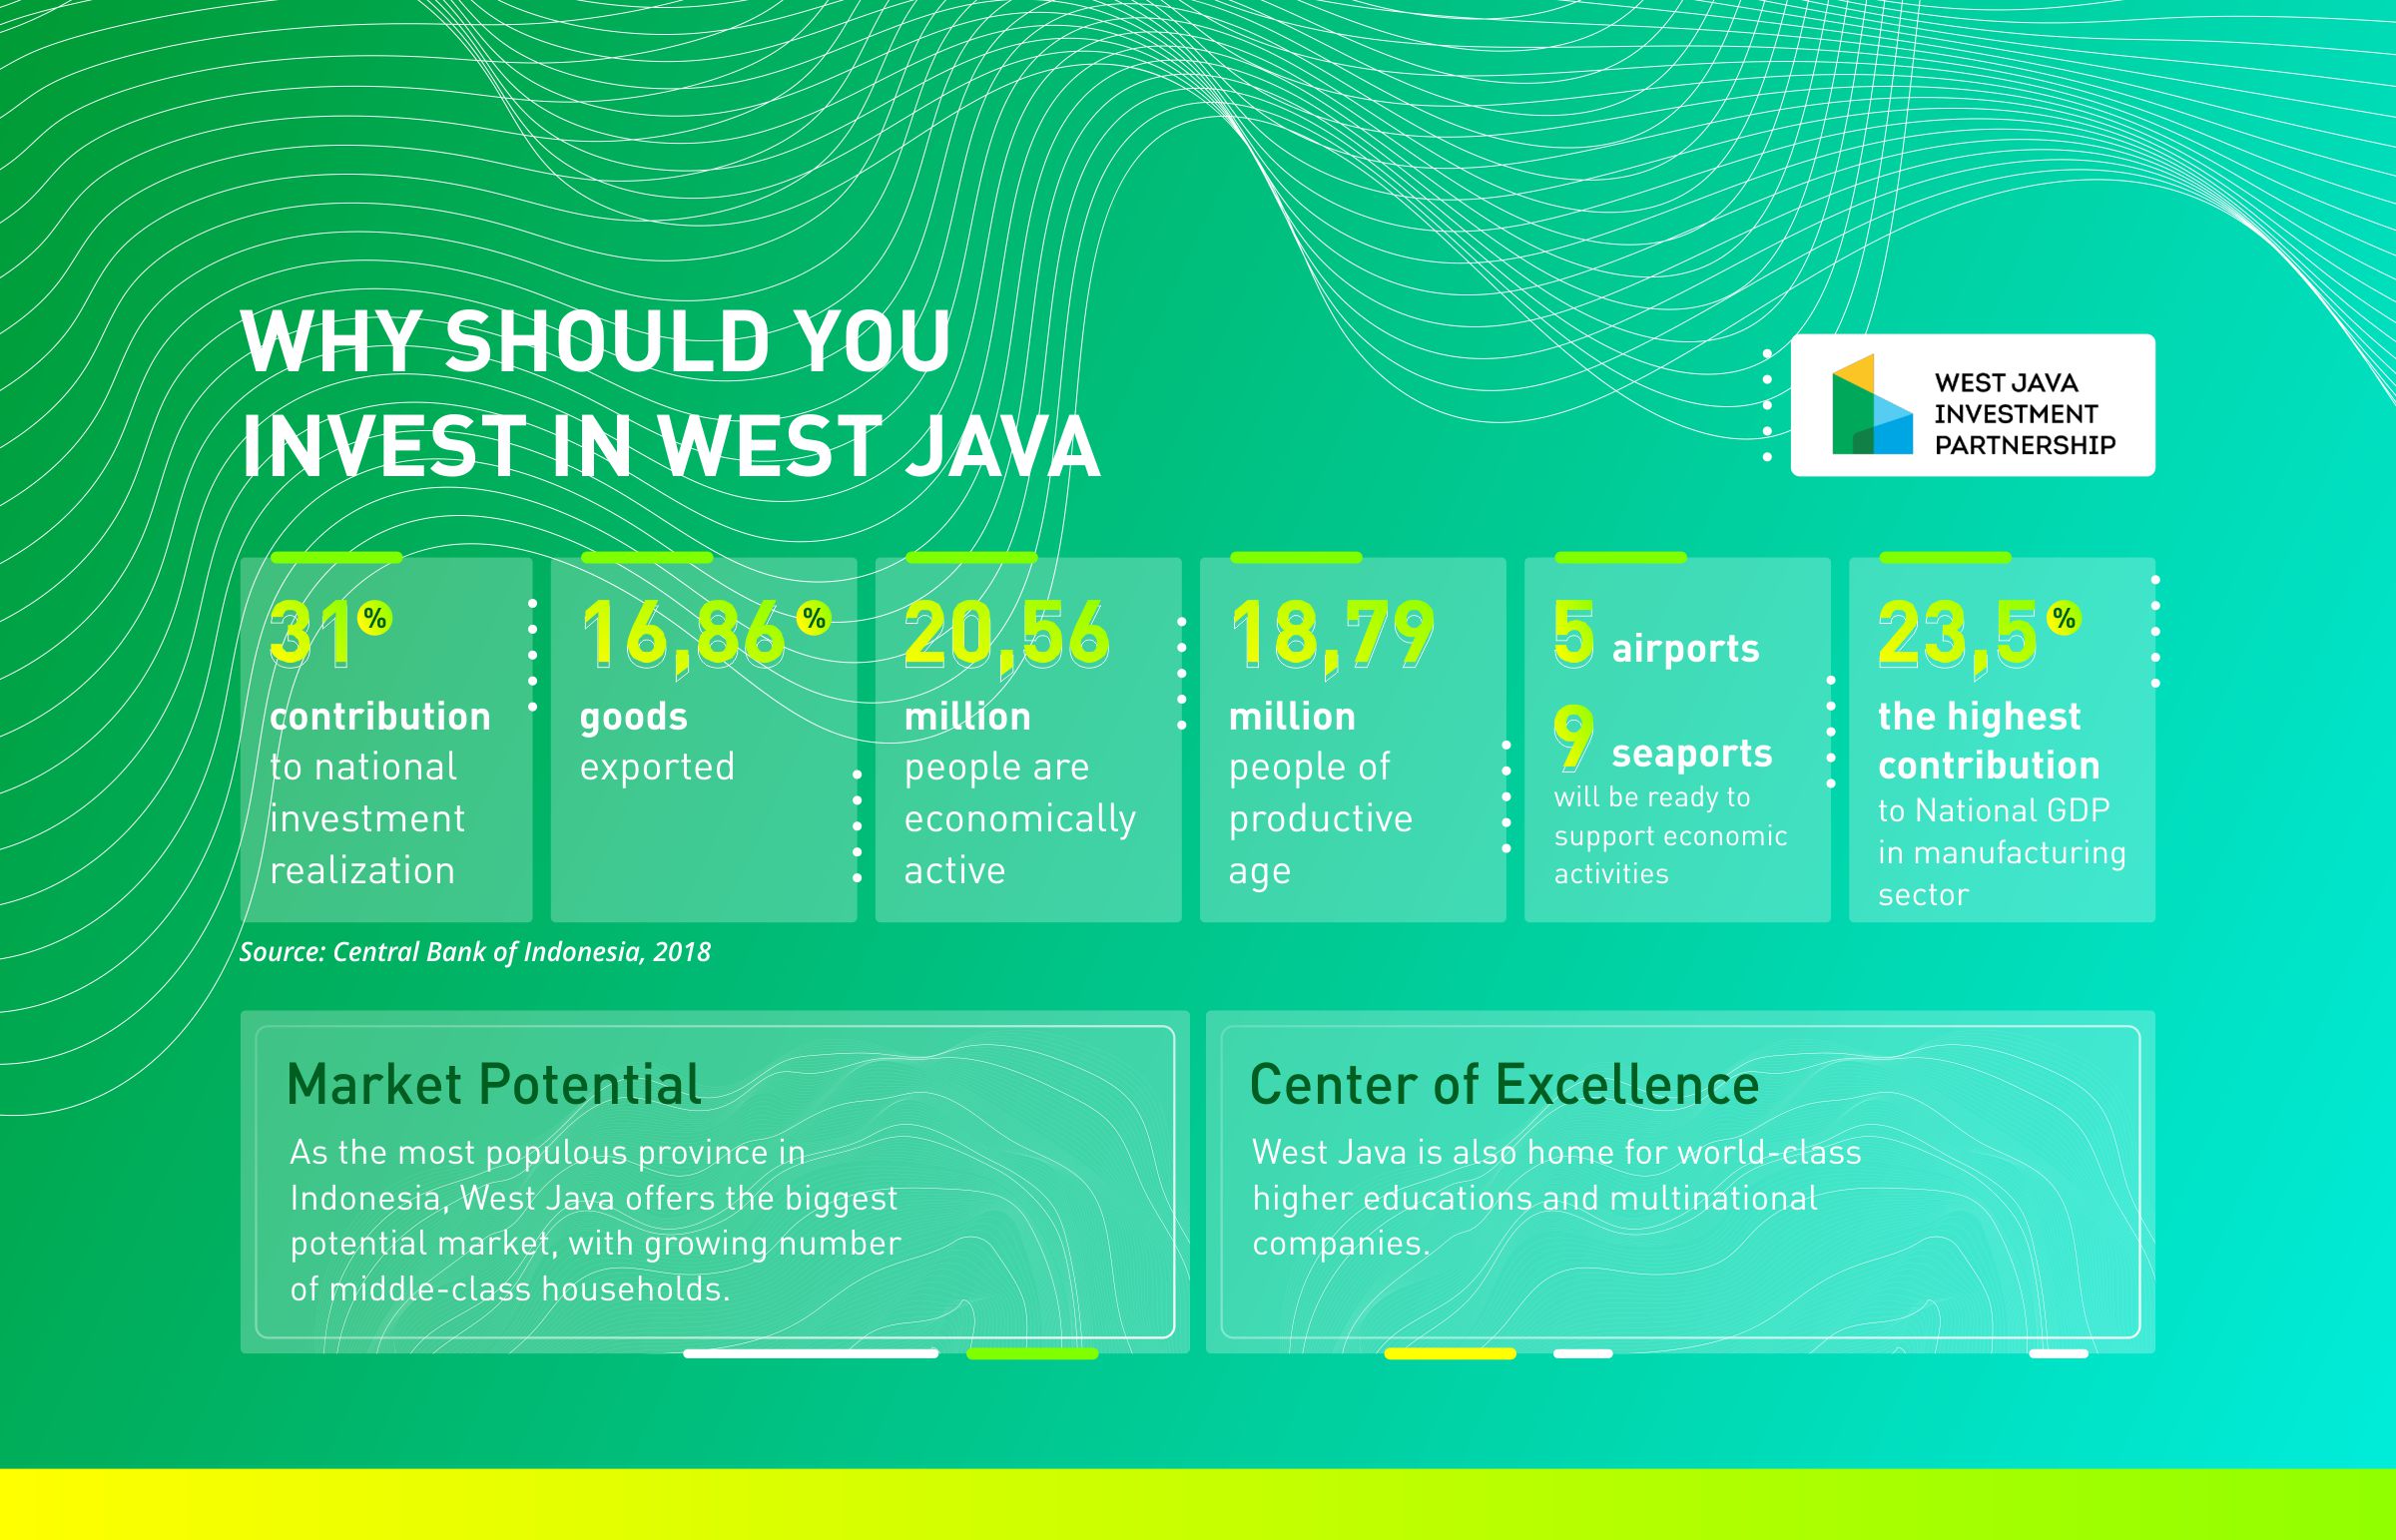 WHY SHOULD YOU
INVEST IN WEST JAVA
WEST JAVA
INVESTMENT
PARTNERSHIP
31%
contribution
to national
investment
realization
16,86%
goods
exported
20,56
million
people are
economically
active
18,79
million
people of
productive
age
5 airports
9 seaports
will be ready to
support economic
activities
23,5%
the highest
contribution
to National GDP
in manufacturing
sector
Source: Central Bank of Indonesia, 2018
Market Potential
As the most populous province in
Indonesia, West Java offers the biggest
potential market, with growing number
of middle-class households.
Center of Excellence
West Java is also home for world-class
higher educations and multinational
companies.